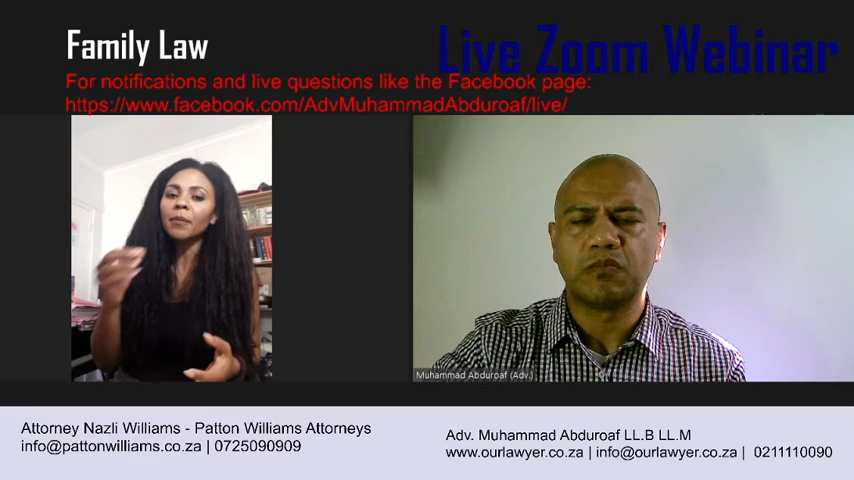 Family Law
Live Zoom Webinar
For notifications and live questions like the Facebook page:
https://www.facebook.com/AdvMuhammadAbduroaf/live/
Muhammad Abduroaf (Adv.)
Attorney Nazli Williams - Patton Williams Attorneys
info@pattonwilliams.co.za | 0725090909
Adv. Muhammad Abduroaf LL.B LL.M
www.ourlawyer.co.za | info@ourlawyer.co.za | 0211110090